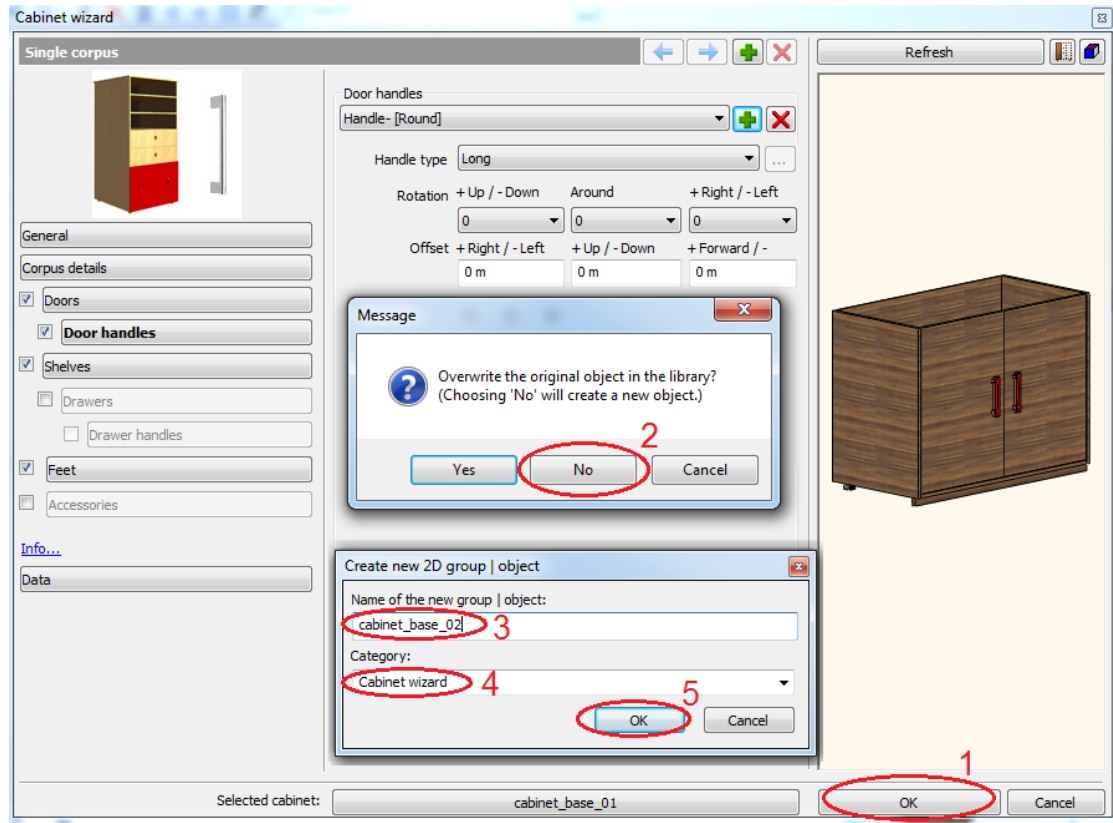 Cabinet wizard
Single corpus
Refresh
Door handles
Handle- [Round]
Handle type Long ...
Rotation + Up / - Down Around + Right / - Left
0 0 0
Offset + Right / - Left + Up / - Down + Forward / -
0 m 0 m 0 m
General
Corpus details
Doors
Door handles
Shelves
Drawers
Drawer handles
Feet
Accessories
Info...
Data
Message
Overwrite the original object in the library?
(Choosing 'No' will create a new object.)
2
Yes No Cancel
Create new 2D group | object
Name of the new group | object:
cabinet_base_02 3
Category:
Cabinet wizard 4
5
OK Cancel
1
Selected cabinet: cabinet_base_01 OK Cancel